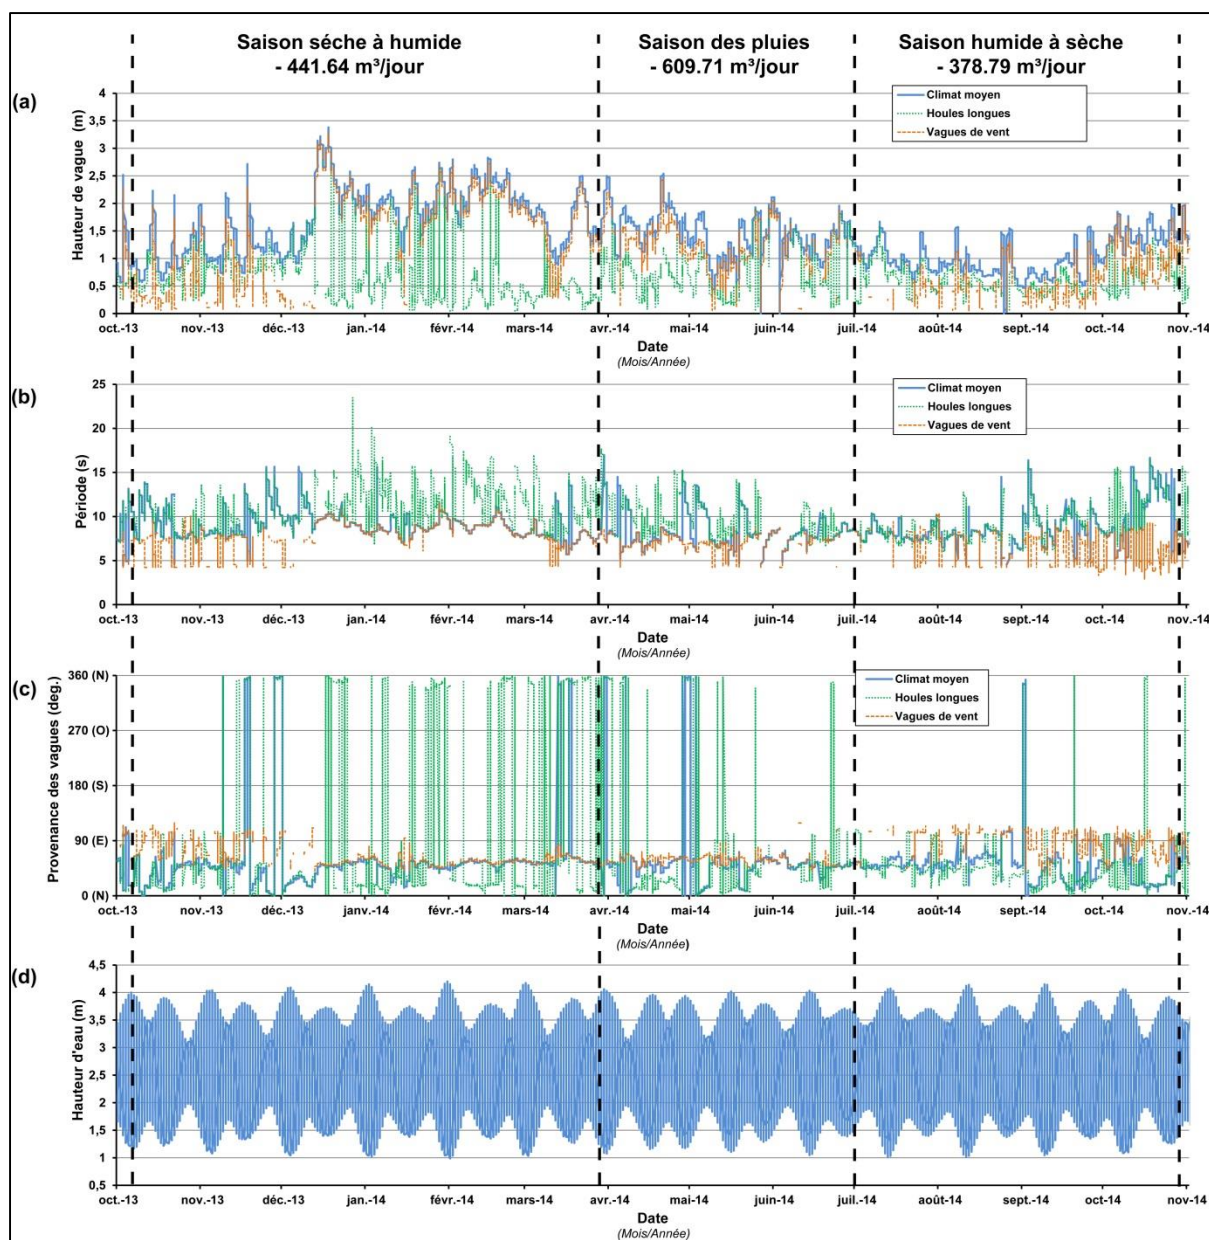 Saison séche à humide
- 441.64 m³/jour
Saison des pluies
- 609.71 m³/jour
Saison humide à sèche
- 378.79 m³/jour
(a)
Hauteur de vague (m)
4
3,5
3
2,5
2
1,5
1
0,5
0
Climat moyen
Houles longues
Vagues de vent
oct.-13 nov.-13 déc.-13 jan.-14 févr.-14 mars-14 avr.-14 mai-14 juin-14 juil.-14 août-14 sept.-14 oct.-14 nov.-14
Date
(Mois/Année)
(b)
Période (s)
25
20
15
10
5
0
Climat moyen
Houles longues
Vagues de vent
oct.-13 nov.-13 déc.-13 jan.-14 févr.-14 mars-14 avr.-14 mai-14 juin-14 juil.-14 août-14 sept.-14 oct.-14 nov.-14
Date
(Mois/Année)
(c)
Provenance des vagues (deg.)
360 (N)
270 (O)
180 (S)
90 (E)
0 (N)
Climat moyen
Houles longues
Vagues de vent
oct.-13 nov.-13 déc.-13 janv.-14 févr.-14 mars-14 avr.-14 mai-14 juin-14 juil.-14 août-14 sept.-14 oct.-14 nov.-14
Date
(Mois/Année)
(d)
Hauteur d'eau (m)
4,5
4
3,5
3
2,5
2
1,5
1
0,5
oct.-13 nov.-13 déc.-13 jan.-14 févr.-14 mars-14 avr.-14 mai-14 juin-14 juil.-14 août-14 sept.-14 oct.-14 nov-14
Date
(Mois/Année)